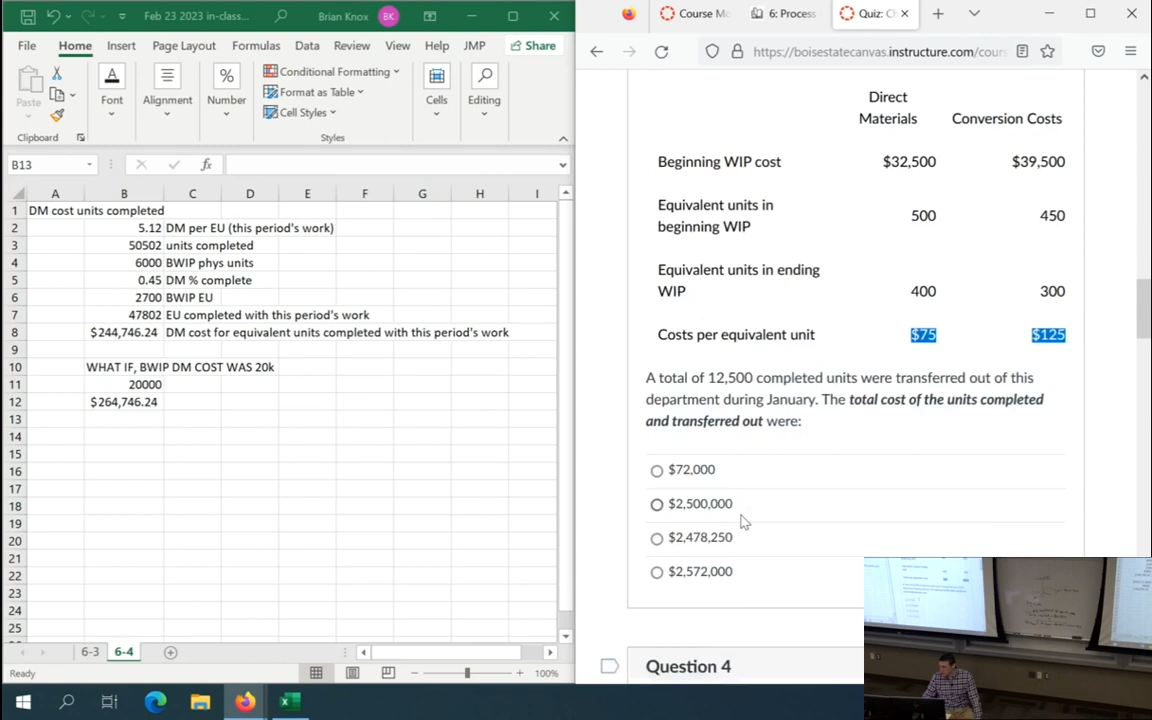 Feb 23 2023 in-class...
Brian Knox BK
File Home Insert Page Layout Formulas Data Review View Help JMP Share
Paste
Clipboard
Font
Alignment
%
Number
Conditional Formatting
Format as Table
Cell Styles
Styles
Cells
Editing
B13
fx
A B C D E F G H I
1 DM cost units completed
2 5.12 DM per EU (this period's work)
3 50502 units completed
4 6000 BWIP phys units
5 0.45 DM % complete
6 2700 BWIP EU
7 47802 EU completed with this period's work
8 $244,746.24 DM cost for equivalent units completed with this period's work
9
10 WHAT IF, BWIP DM COST WAS 20k
11 20000
12 $264,746.24
13
14
15
16
17
18
19
20
21
22
23
24
25
6-3 6-4
Ready
100%
Course Mo
6: Process
Quiz: Ch
https://boisestatecanvas.instructure.com/cours
Direct
Materials Conversion Costs
Beginning WIP cost $32,500 $39,500
Equivalent units in
beginning WIP 500 450
Equivalent units in ending
WIP 400 300
Costs per equivalent unit $75 $125
A total of 12,500 completed units were transferred out of this
department during January. The total cost of the units completed
and transferred out were:
$72,000
$2,500,000
$2,478,250
$2,572,000
Question 4